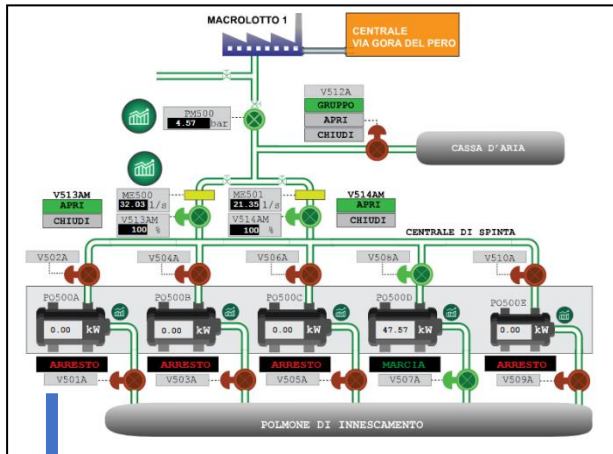 MACROLOTTO 1
CENTRALE
VIA GORA DEL PERO
V512A
GRUPPO
APRI
CHIUDI
PM500
4.57 bar
CASSA D'ARIA
V513AM
APRI
CHIUDI
ME500
32.03 l/s
V513AM
100 %
ME501
21.35 l/s
V514AM
100 %
V514AM
APRI
CHIUDI
CENTRALE DI SPINTA
V502A
V504A
V506A
V508A
V510A
PO500A
PO500B
PO500C
PO500D
PO500E
0.00 kW
0.00 kW
0.00 kW
47.57 kW
0.00 kW
ARRESTO
ARRESTO
ARRESTO
MARCIA
ARRESTO
V501A
V503A
V505A
V507A
V509A
POLMONE DI INNESCAMENTO